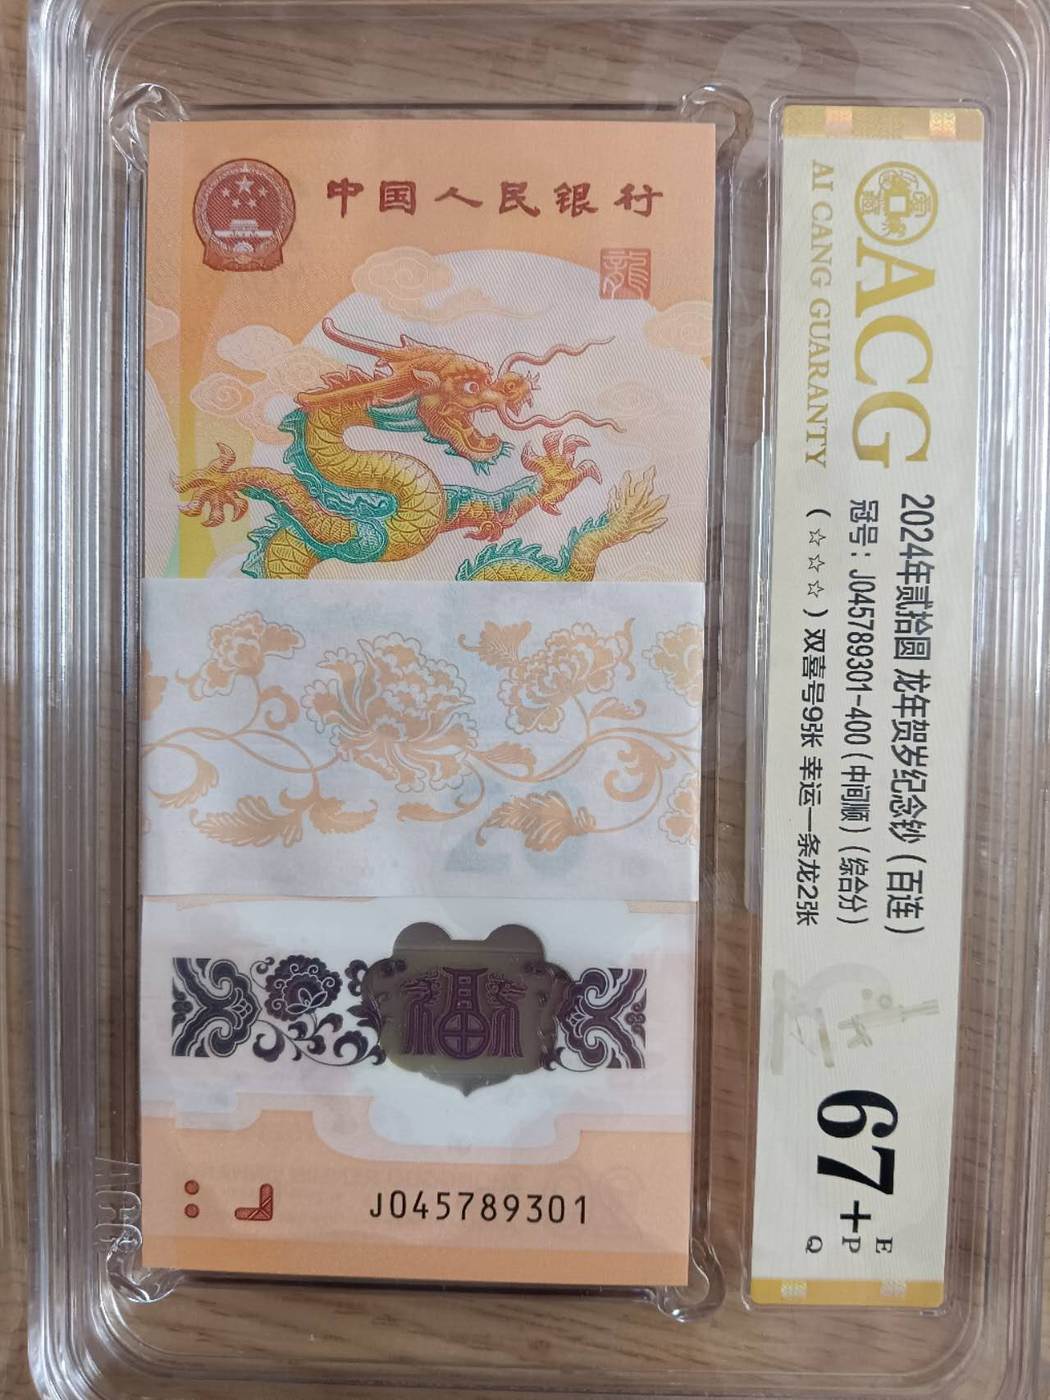 中国人民银行
龍
J045789301
ACG
AI CANG GUARANTY
2024年贰拾圆 龙年贺岁纪念钞（百连）
冠号：J045789301-400（中间顺）（综合分）
（☆☆☆）双喜号9张 幸运一条龙2张
67+
E
P
Q